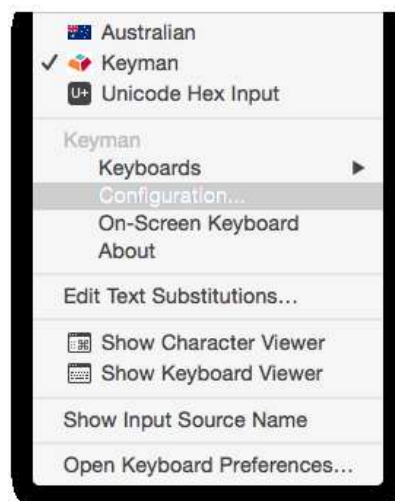 Australian
✓ Keyman
U+ Unicode Hex Input
Keyman
Keyboards ▶
Configuration...
On-Screen Keyboard
About
Edit Text Substitutions...
Show Character Viewer
Show Keyboard Viewer
Show Input Source Name
Open Keyboard Preferences...